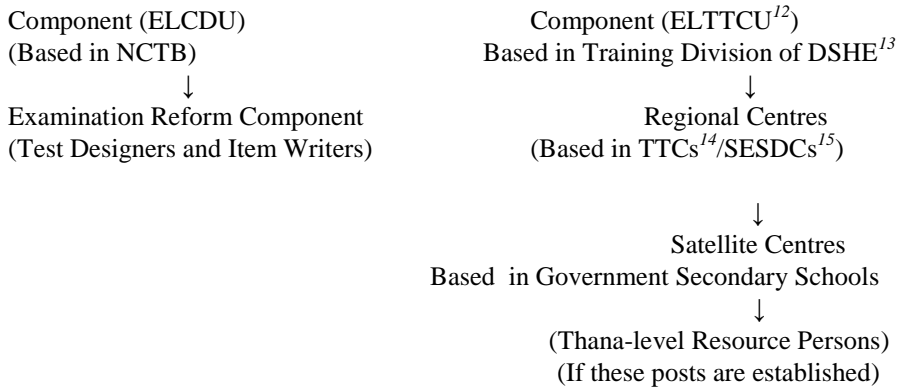 Component (ELCDU)
(Based in NCTB)
↓
Examination Reform Component
(Test Designers and Item Writers)
Component (ELTTCU12)
Based in Training Division of DSHE13
↓
Regional Centres
(Based in TTCs14/SESDCs15)
↓
Satellite Centres
Based in Government Secondary Schools
↓
(Thana-level Resource Persons)
(If these posts are established)